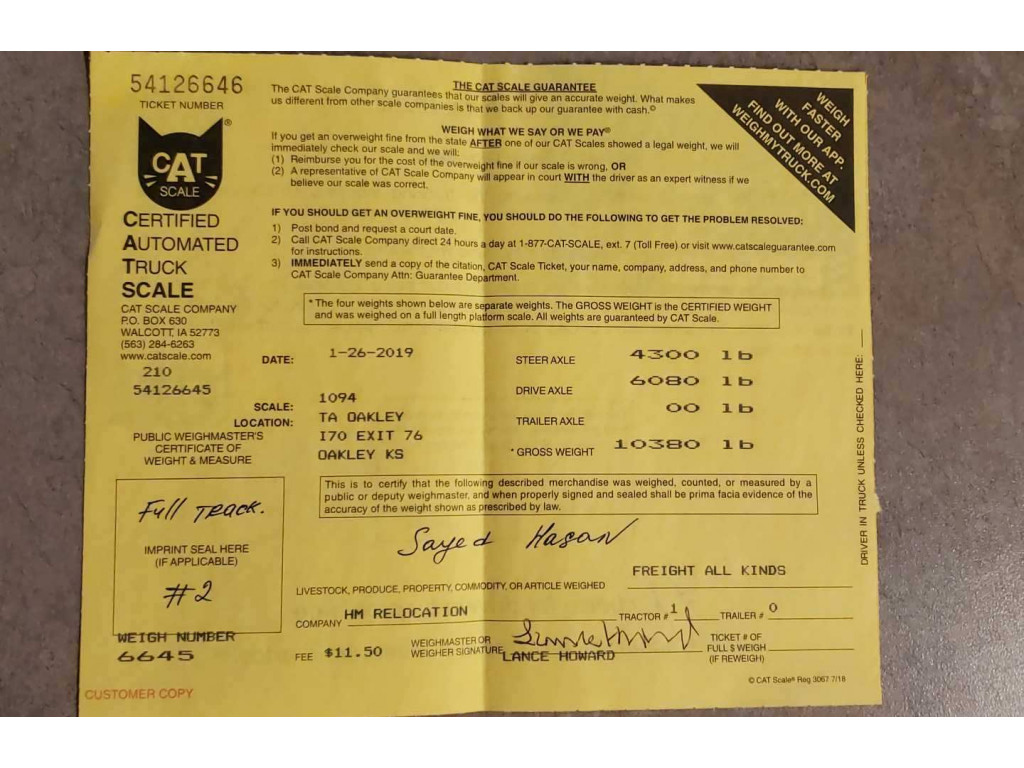 54126646
TICKET NUMBER
CAT
SCALE
®
CERTIFIED
AUTOMATED
TRUCK
SCALE
CAT SCALE COMPANY
P.O. BOX 630
WALCOTT, IA 52773
(563) 284-6263
www.catscale.com
210
54126645
THE CAT SCALE GUARANTEE
The CAT Scale Company guarantees that our scales will give an accurate weight. What makes
us different from other scale companies is that we back up our guarantee with cash.©
WEIGH WHAT WE SAY OR WE PAY®
If you get an overweight fine from the state AFTER one of our CAT Scales showed a legal weight, we will
immediately check our scale and we will:
(1) Reimburse you for the cost of the overweight fine if our scale is wrong, OR
(2) A representative of CAT Scale Company will appear in court WITH the driver as an expert witness if we
believe our scale was correct.
WEIGH
FASTER
WITH OUR APP.
FIND OUT MORE AT
WEIGHMYTRUCK.COM
IF YOU SHOULD GET AN OVERWEIGHT FINE, YOU SHOULD DO THE FOLLOWING TO GET THE PROBLEM RESOLVED:
1) Post bond and request a court date.
2) Call CAT Scale Company direct 24 hours a day at 1-877-CAT-SCALE, ext. 7 (Toll Free) or visit www.catscaleguarantee.com
for instructions.
3) IMMEDIATELY send a copy of the citation, CAT Scale Ticket, your name, company, address, and phone number to
CAT Scale Company Attn: Guarantee Department.
* The four weights shown below are separate weights. The GROSS WEIGHT is the CERTIFIED WEIGHT
and was weighed on a full length platform scale. All weights are guaranteed by CAT Scale.
DATE: 1-26-2019
STEER AXLE 4300 lb
DRIVE AXLE 6080 lb
TRAILER AXLE 00 lb
* GROSS WEIGHT 10380 lb
SCALE: 1094
LOCATION: TA OAKLEY
I70 EXIT 76
OAKLEY KS
PUBLIC WEIGHMASTER'S
CERTIFICATE OF
WEIGHT & MEASURE
This is to certify that the following described merchandise was weighed, counted, or measured by a
public or deputy weighmaster, and when properly signed and sealed shall be prima facia evidence of the
accuracy of the weight shown as prescribed by law.
DRIVER IN TRUCK UNLESS CHECKED HERE:
Full TRACK.
IMPRINT SEAL HERE
(IF APPLICABLE)
#2
Sayed Hasan
LIVESTOCK, PRODUCE, PROPERTY, COMMODITY, OR ARTICLE WEIGHED FREIGHT ALL KINDS
COMPANY HM RELOCATION TRACTOR # 1 TRAILER # 0
WEIGH NUMBER
6645
FEE $11.50
WEIGHMASTER OR
WEIGHER SIGNATURE
LANCE HOWARD
TICKET # OF
FULL $ WEIGH
(IF REWEIGH)
© CAT Scale® Reg 3067 7/18
CUSTOMER COPY